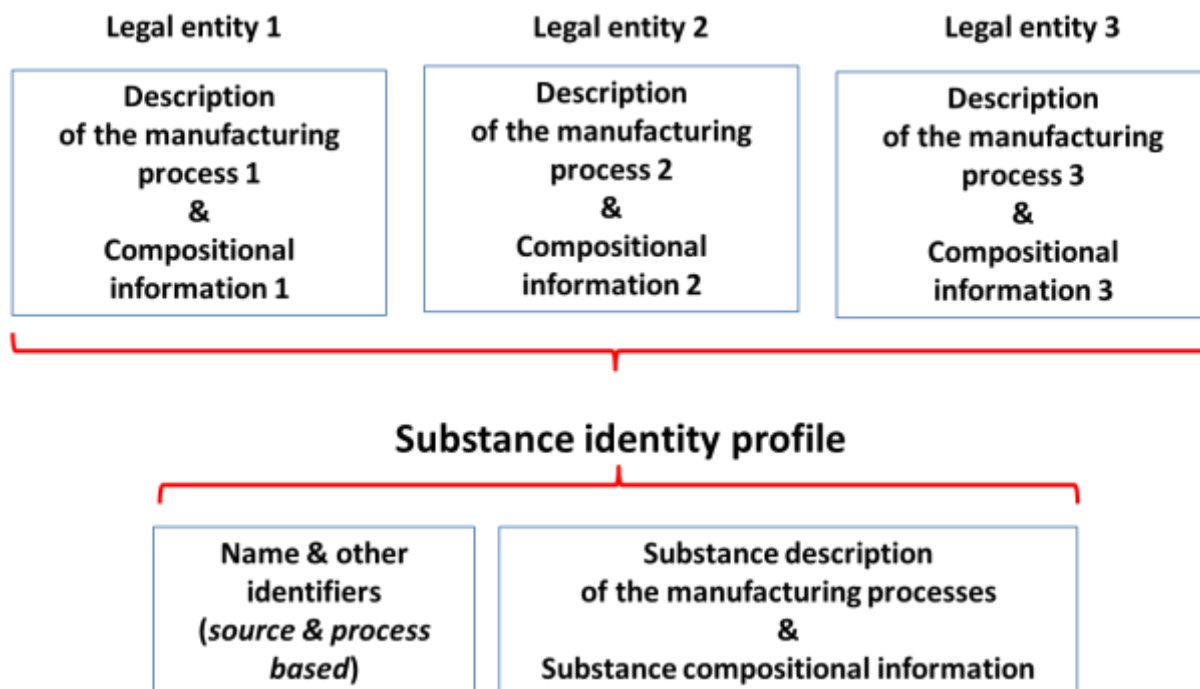 Legal entity 1
Legal entity 2
Legal entity 3
Description
of the manufacturing
process 1
&
Compositional
information 1
Description
of the manufacturing
process 2
&
Compositional
information 2
Description
of the manufacturing
process 3
&
Compositional
information 3
Substance identity profile
Name & other
identifiers
(source & process
based)
Substance description
of the manufacturing processes
&
Substance compositional information